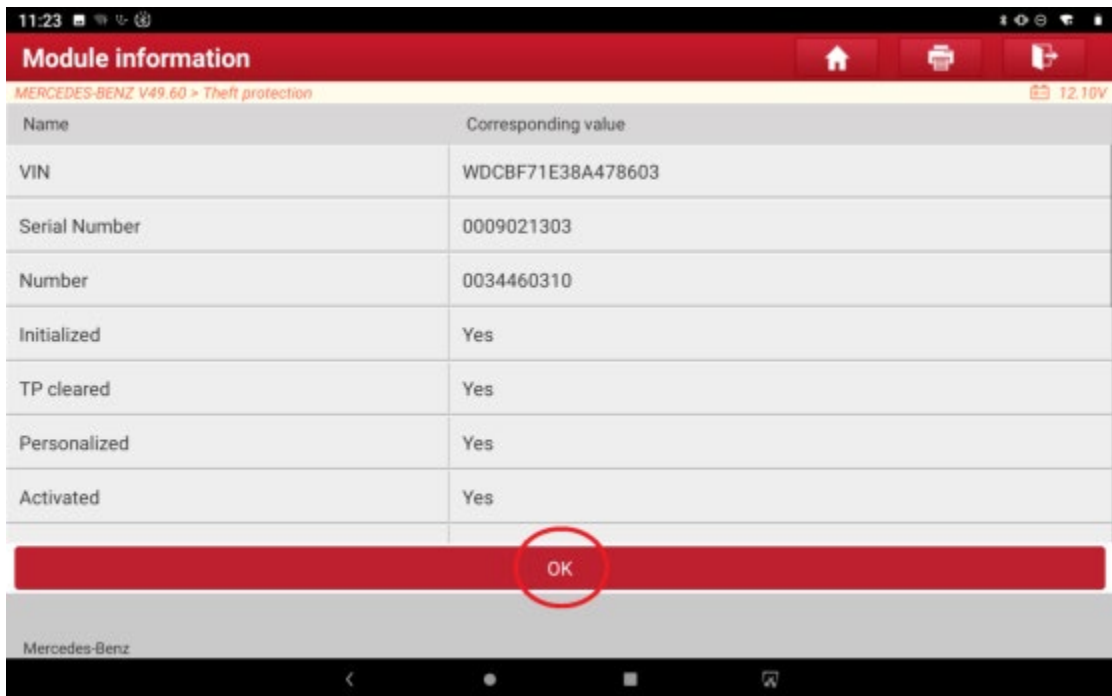 11:23
Module information
MERCEDES-BENZ V49.60 > Theft protection
12.10V
Name Corresponding value
VIN WDCBF71E38A478603
Serial Number 0009021303
Number 0034460310
Initialized Yes
TP cleared Yes
Personalized Yes
Activated Yes
OK
Mercedes-Benz